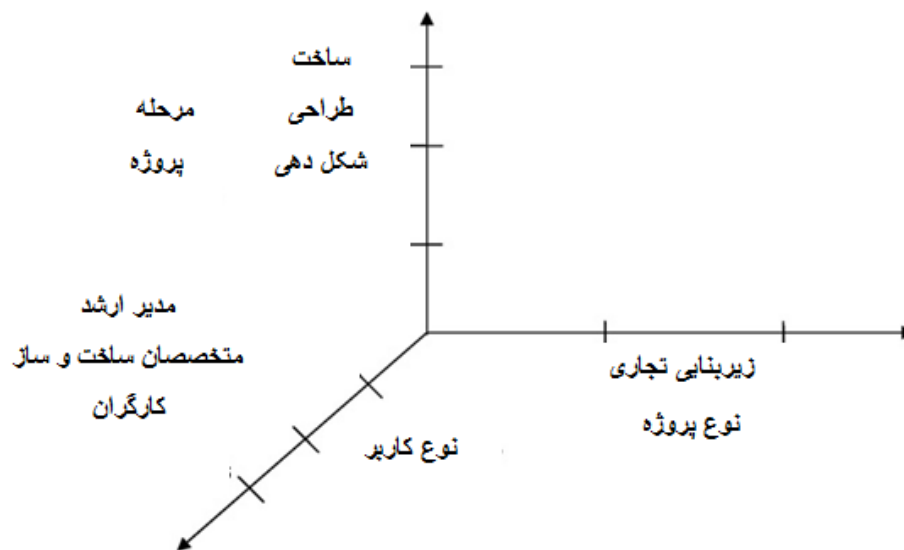 ساخت
طراحی
مرحله
شکل دهی
پروژه
مدیر ارشد
متخصصان ساخت و ساز
کارگران
زیربنایی تجاری
نوع پروژه
نوع کاربر